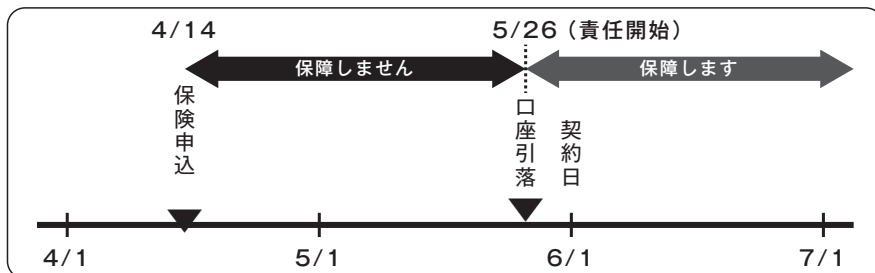 4/14
5/26（責任開始）
保障しません
保障します
保険申込
口座引落
契約日
4/1
5/1
6/1
7/1